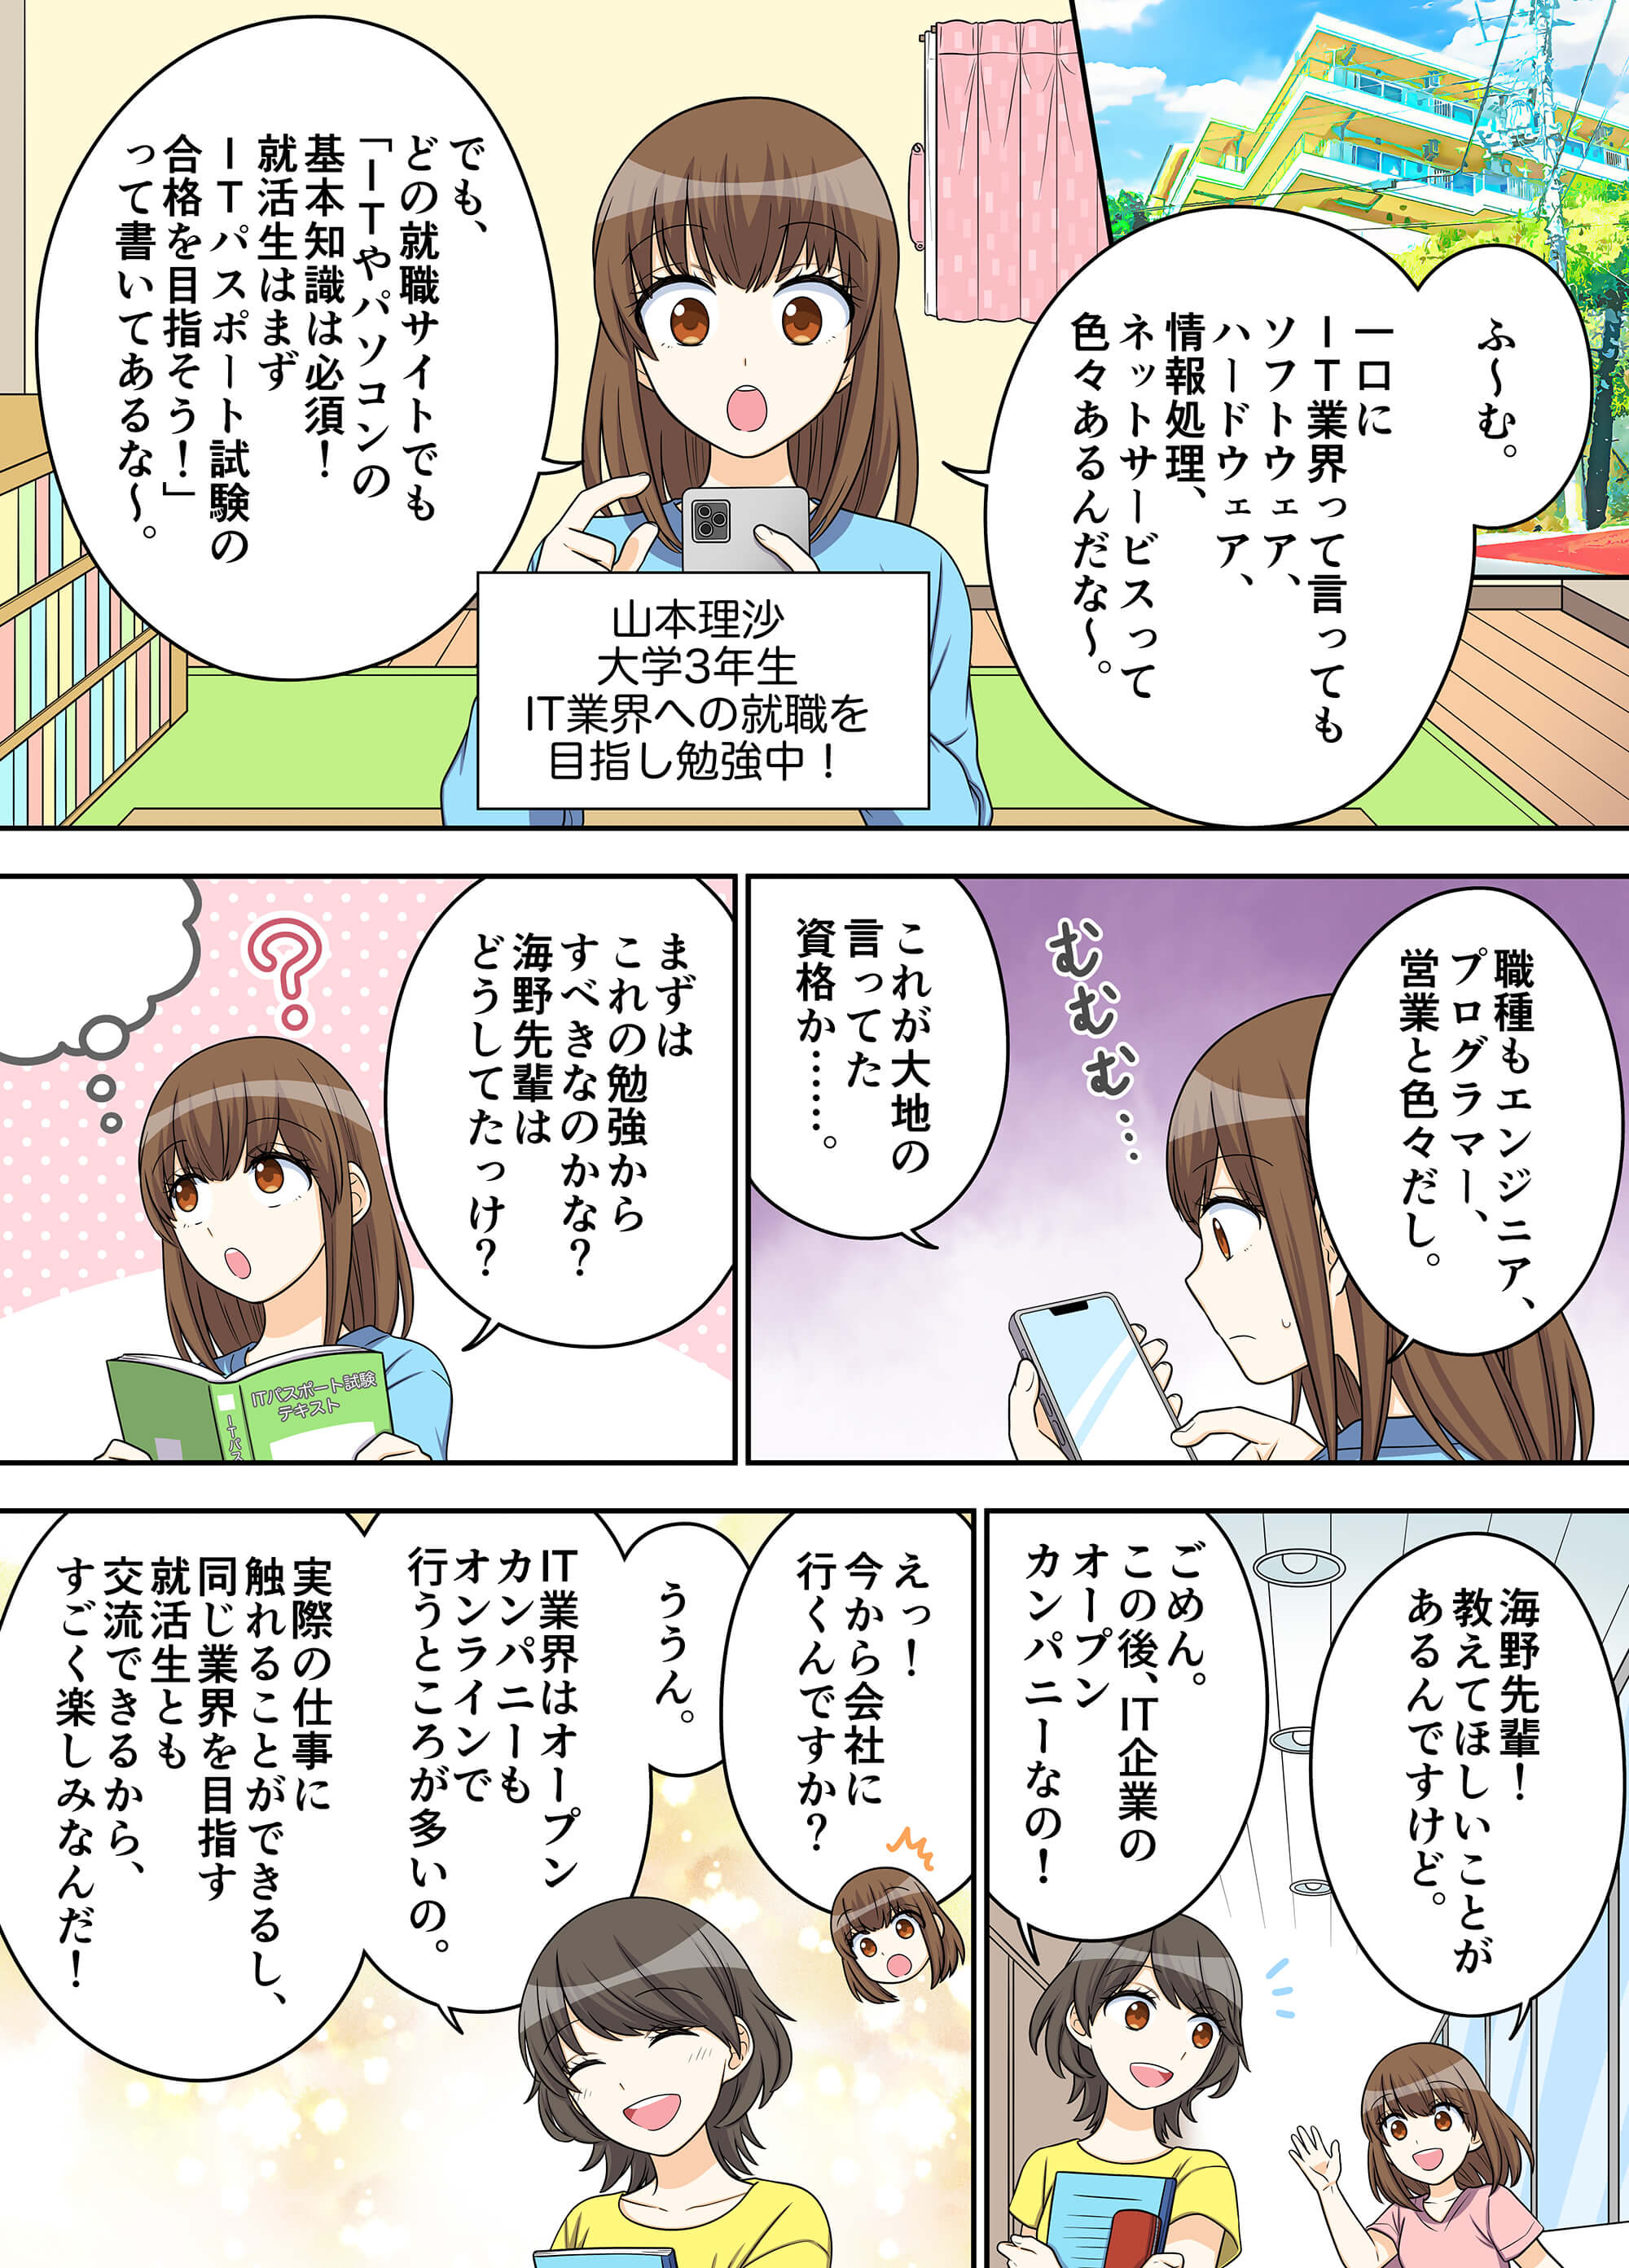 ふ〜む。
一口に
ＩＴ業界って言っても
ソフトウェア、
ハードウェア、
情報処理、
ネットサービスって
色々あるんだな〜。
でも、
どの就職サイトでも
「ＩＴやパソコンの
基本知識は必須！
就活生はまず
ＩＴパスポート試験の
合格を目指そう！」
って書いてあるな〜。
山本理沙
大学3年生
IT業界への就職を
目指し勉強中！
職種もエンジニア、
プログラマー、
営業と色々だし。
むむむ…
これが大地の
言ってた
資格か……。
まずは
これの勉強から
すべきなのかな？
海野先輩は
どうしてたっけ？
?
ITパスポート試験
テキスト
ITパス
海野先輩！
教えてほしいことが
あるんですけど。
ごめん。
この後、IT企業の
オープン
カンパニーなの！
えっ！
今から会社に
行くんですか？
ううん。
IT業界はオープン
カンパニーも
オンラインで
行うところが多いの。
実際の仕事に
触れることができるし、
同じ業界を目指す
就活生とも
交流できるから、
すごく楽しみなんだ！